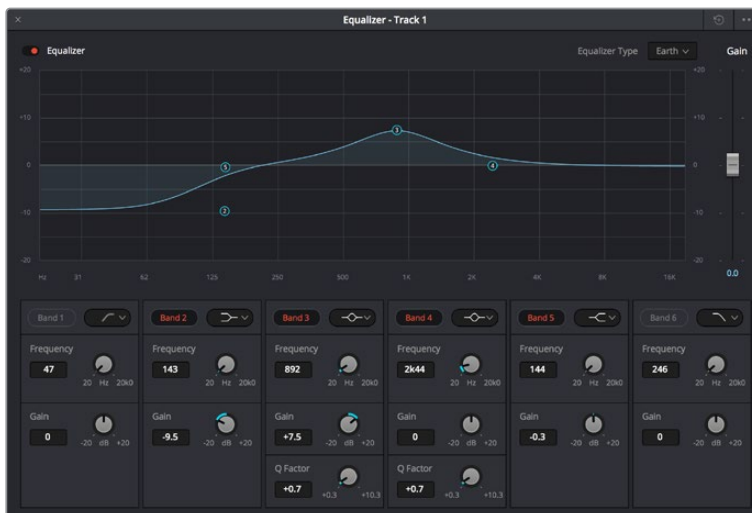 Equalizer - Track 1
Equalizer
Equalizer Type Earth Gain
+20 +20
+10 +10
0 0
-10 -10
-20 -20
3
5
4
2
Hz 31 62 125 250 500 1K 2K 4K 8K 16K
0.0
Band 1 Band 2 Band 3 Band 4 Band 5 Band 6
Frequency Frequency Frequency Frequency Frequency Frequency
47 143 892 2k44 144 246
20 Hz 20k0 20 Hz 20k0 20 Hz 20k0 20 Hz 20k0 20 Hz 20k0 20 Hz 20k0
Gain Gain Gain Gain Gain Gain
0 -9.5 +7.5 0 -0.3 0
-20 dB +20 -20 dB +20 -20 dB +20 -20 dB +20 -20 dB +20 -20 dB +20
Q Factor Q Factor
+0.7 +0.7
+0.3 +10.3 +0.3 +10.3